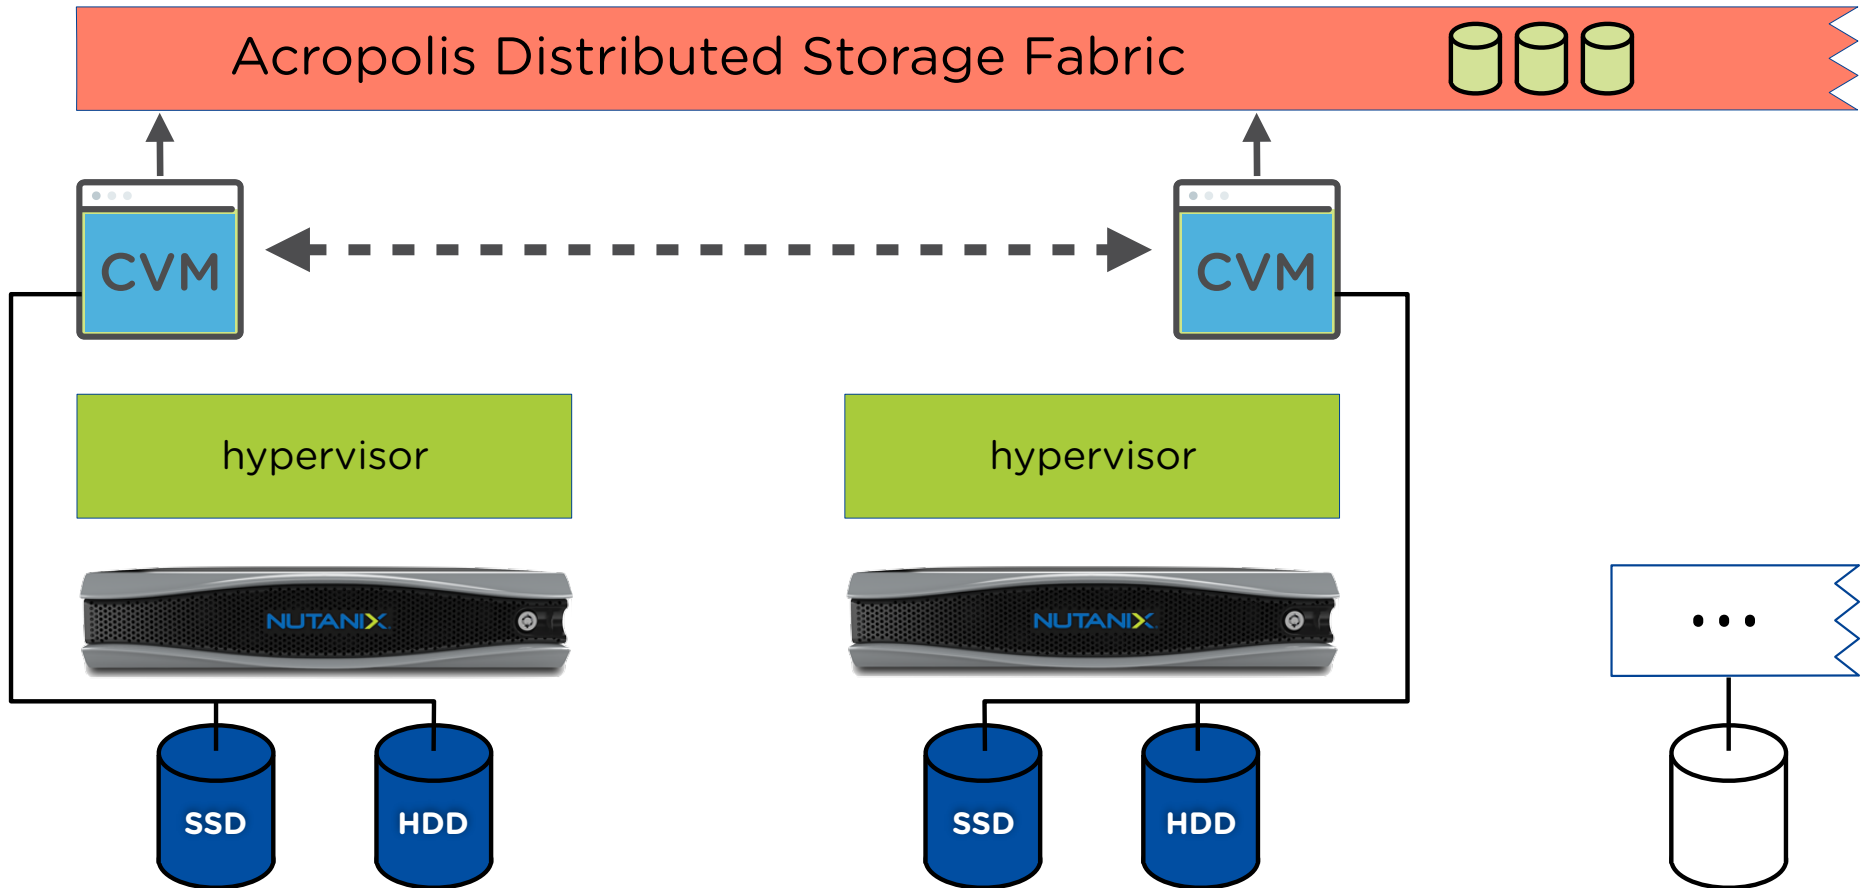 Acropolis Distributed Storage Fabric
CVM
CVM
hypervisor
hypervisor
NUTANIX
NUTANIX
...
SSD
HDD
SSD
HDD